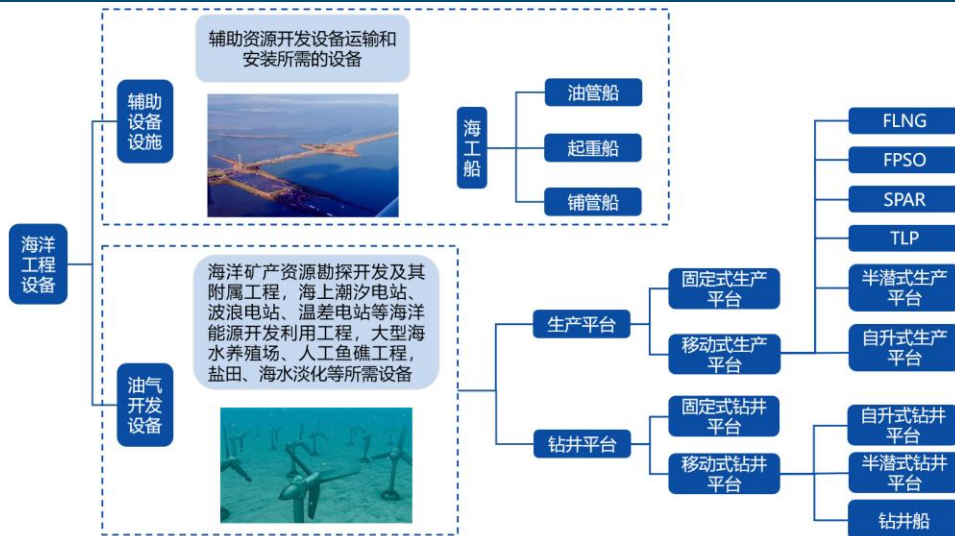 海洋
工程
设备
辅助
设备
设施
辅助资源开发设备运输和
安装所需的设备
海
工
船
油管船
起重船
铺管船
油气
开发
设备
海洋矿产资源勘探开发及其
附属工程，海上潮汐电站、
波浪电站、温差电站等海洋
能源开发利用工程，大型海
水养殖场、人工鱼礁工程，
盐田、海水淡化等所需设备
生产平台
固定式生产
平台
移动式生产
平台
FLNG
FPSO
SPAR
TLP
半潜式生产
平台
自升式生产
平台
钻井平台
固定式钻井
平台
移动式钻井
平台
自升式钻井
平台
半潜式钻井
平台
钻井船